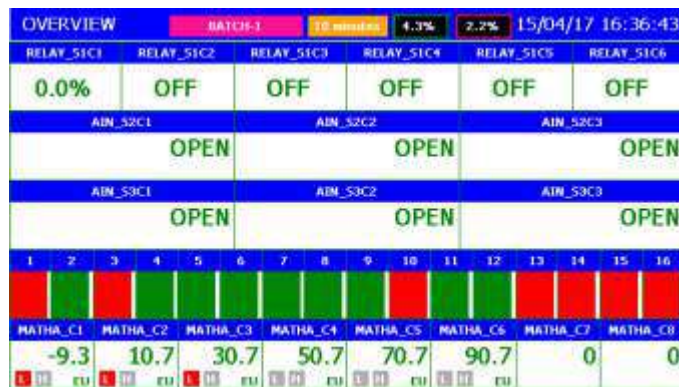 OVERVIEW BATCH-1 10 minutes 4.3% 2.2% 15/04/17 16:36:43
RELAY_S1C1 RELAY_S1C2 RELAY_S1C3 RELAY_S1C4 RELAY_S1C5 RELAY_S1C6
0.0% OFF OFF OFF OFF OFF
AIN_S2C1 AIN_S2C2 AIN_S2C3
OPEN OPEN OPEN
AIN_S3C1 AIN_S3C2 AIN_S3C3
OPEN OPEN OPEN
1 2 3 4 5 6 7 8 9 10 11 12 13 14 15 16
MATHA_C1 MATHA_C2 MATHA_C3 MATHA_C4 MATHA_C5 MATHA_C6 MATHA_C7 MATHA_C8
-9.3 10.7 30.7 50.7 70.7 90.7 0 0
L H EU L H EU L H EU L H EU L H EU L H EU